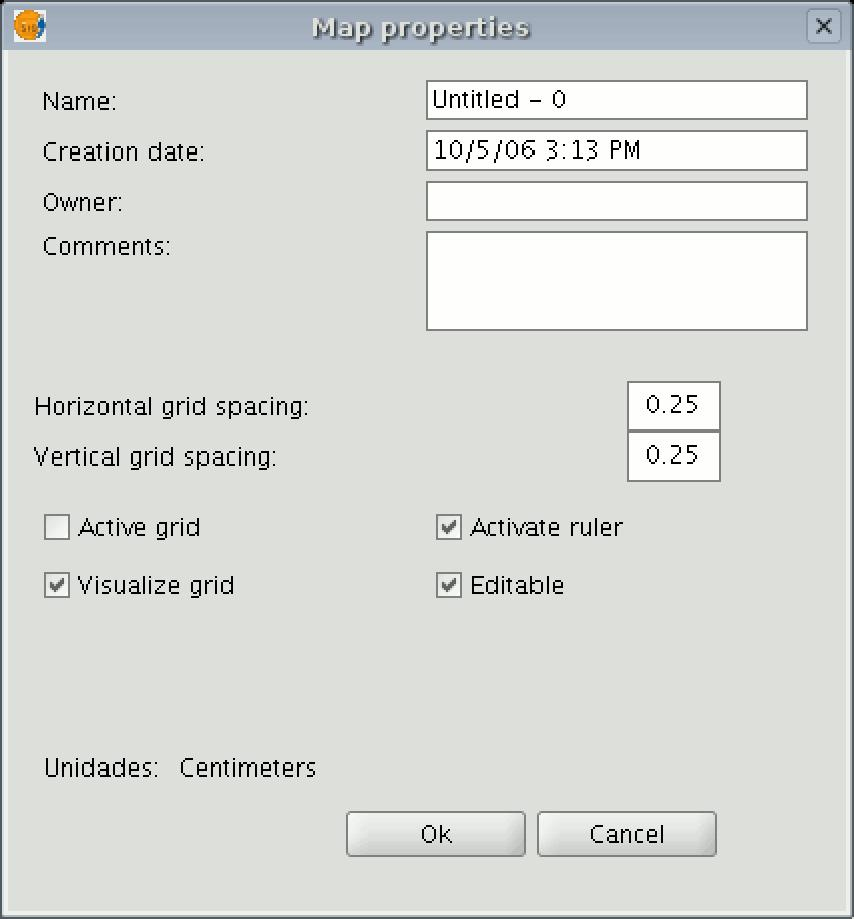 Map properties
Name: Untitled – 0
Creation date: 10/5/06 3:13 PM
Owner:
Comments:
Horizontal grid spacing: 0.25
Vertical grid spacing: 0.25
Active grid Activate ruler
Visualize grid Editable
Unidades: Centimeters
Ok Cancel